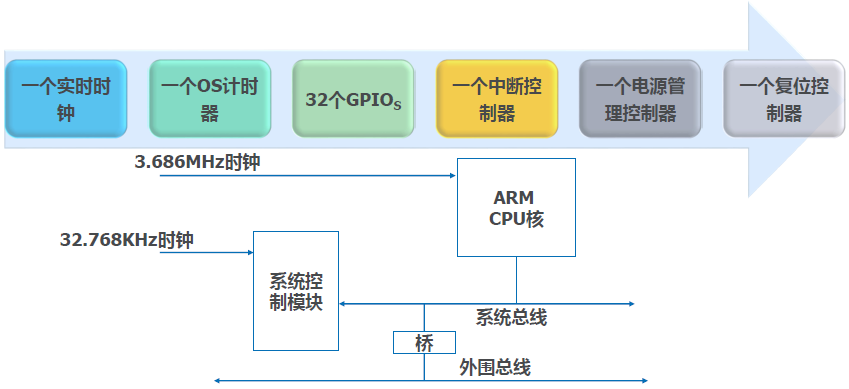 一个实时时
钟
一个OS计时
器
32个GPIOS
一个中断控
制器
一个电源管
理控制器
一个复位控
制器
3.686MHz时钟
ARM
CPU核
32.768KHz时钟
系统控
制模块
系统总线
桥
外围总线